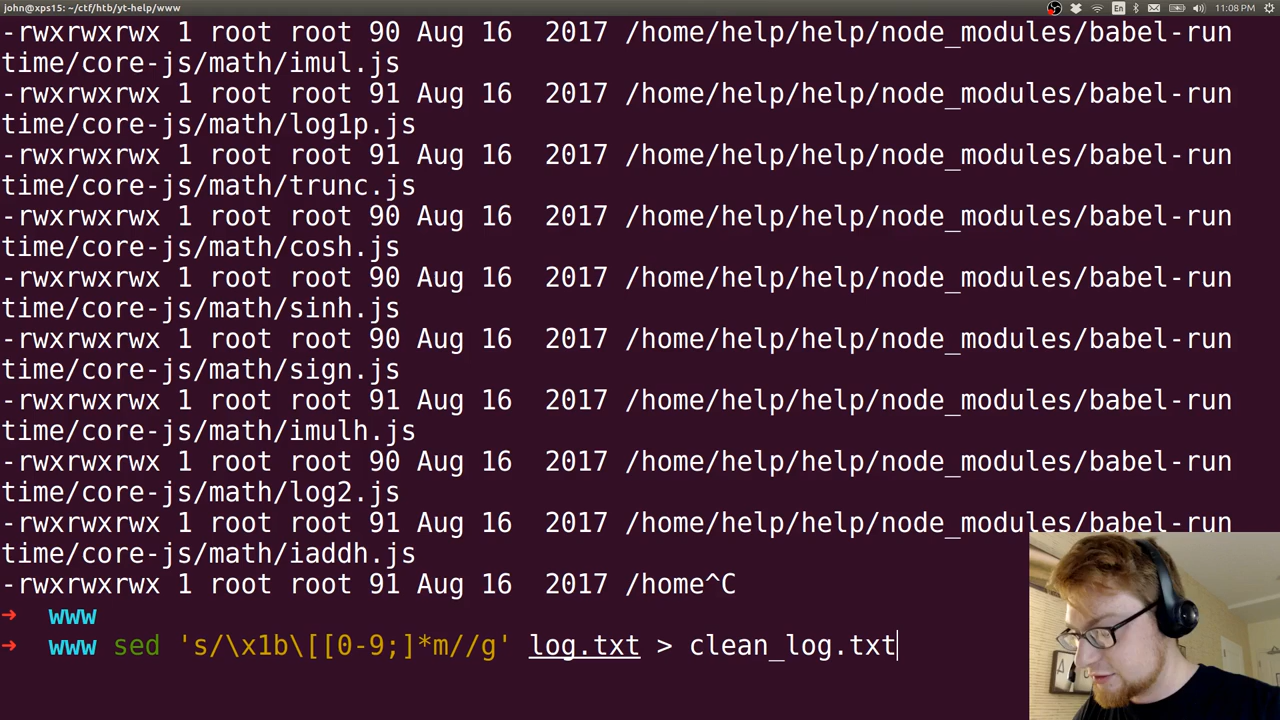 john@xps15: ~/ctf/htb/yt-help/www
En
11:08 PM
-rwxrwxrwx 1 root root 90 Aug 16  2017 /home/help/help/node_modules/babel-run
time/core-js/math/imul.js
-rwxrwxrwx 1 root root 91 Aug 16  2017 /home/help/help/node_modules/babel-run
time/core-js/math/log1p.js
-rwxrwxrwx 1 root root 91 Aug 16  2017 /home/help/help/node_modules/babel-run
time/core-js/math/trunc.js
-rwxrwxrwx 1 root root 90 Aug 16  2017 /home/help/help/node_modules/babel-run
time/core-js/math/cosh.js
-rwxrwxrwx 1 root root 90 Aug 16  2017 /home/help/help/node_modules/babel-run
time/core-js/math/sinh.js
-rwxrwxrwx 1 root root 90 Aug 16  2017 /home/help/help/node_modules/babel-run
time/core-js/math/sign.js
-rwxrwxrwx 1 root root 91 Aug 16  2017 /home/help/help/node_modules/babel-run
time/core-js/math/imulh.js
-rwxrwxrwx 1 root root 90 Aug 16  2017 /home/help/help/node_modules/babel-run
time/core-js/math/log2.js
-rwxrwxrwx 1 root root 91 Aug 16  2017 /home/help/help/node_modules/babel-run
time/core-js/math/iaddh.js
-rwxrwxrwx 1 root root 91 Aug 16  2017 /home^C
➜  www
➜  www sed 's/\x1b\[[0-9;]*m//g' log.txt > clean_log.txt